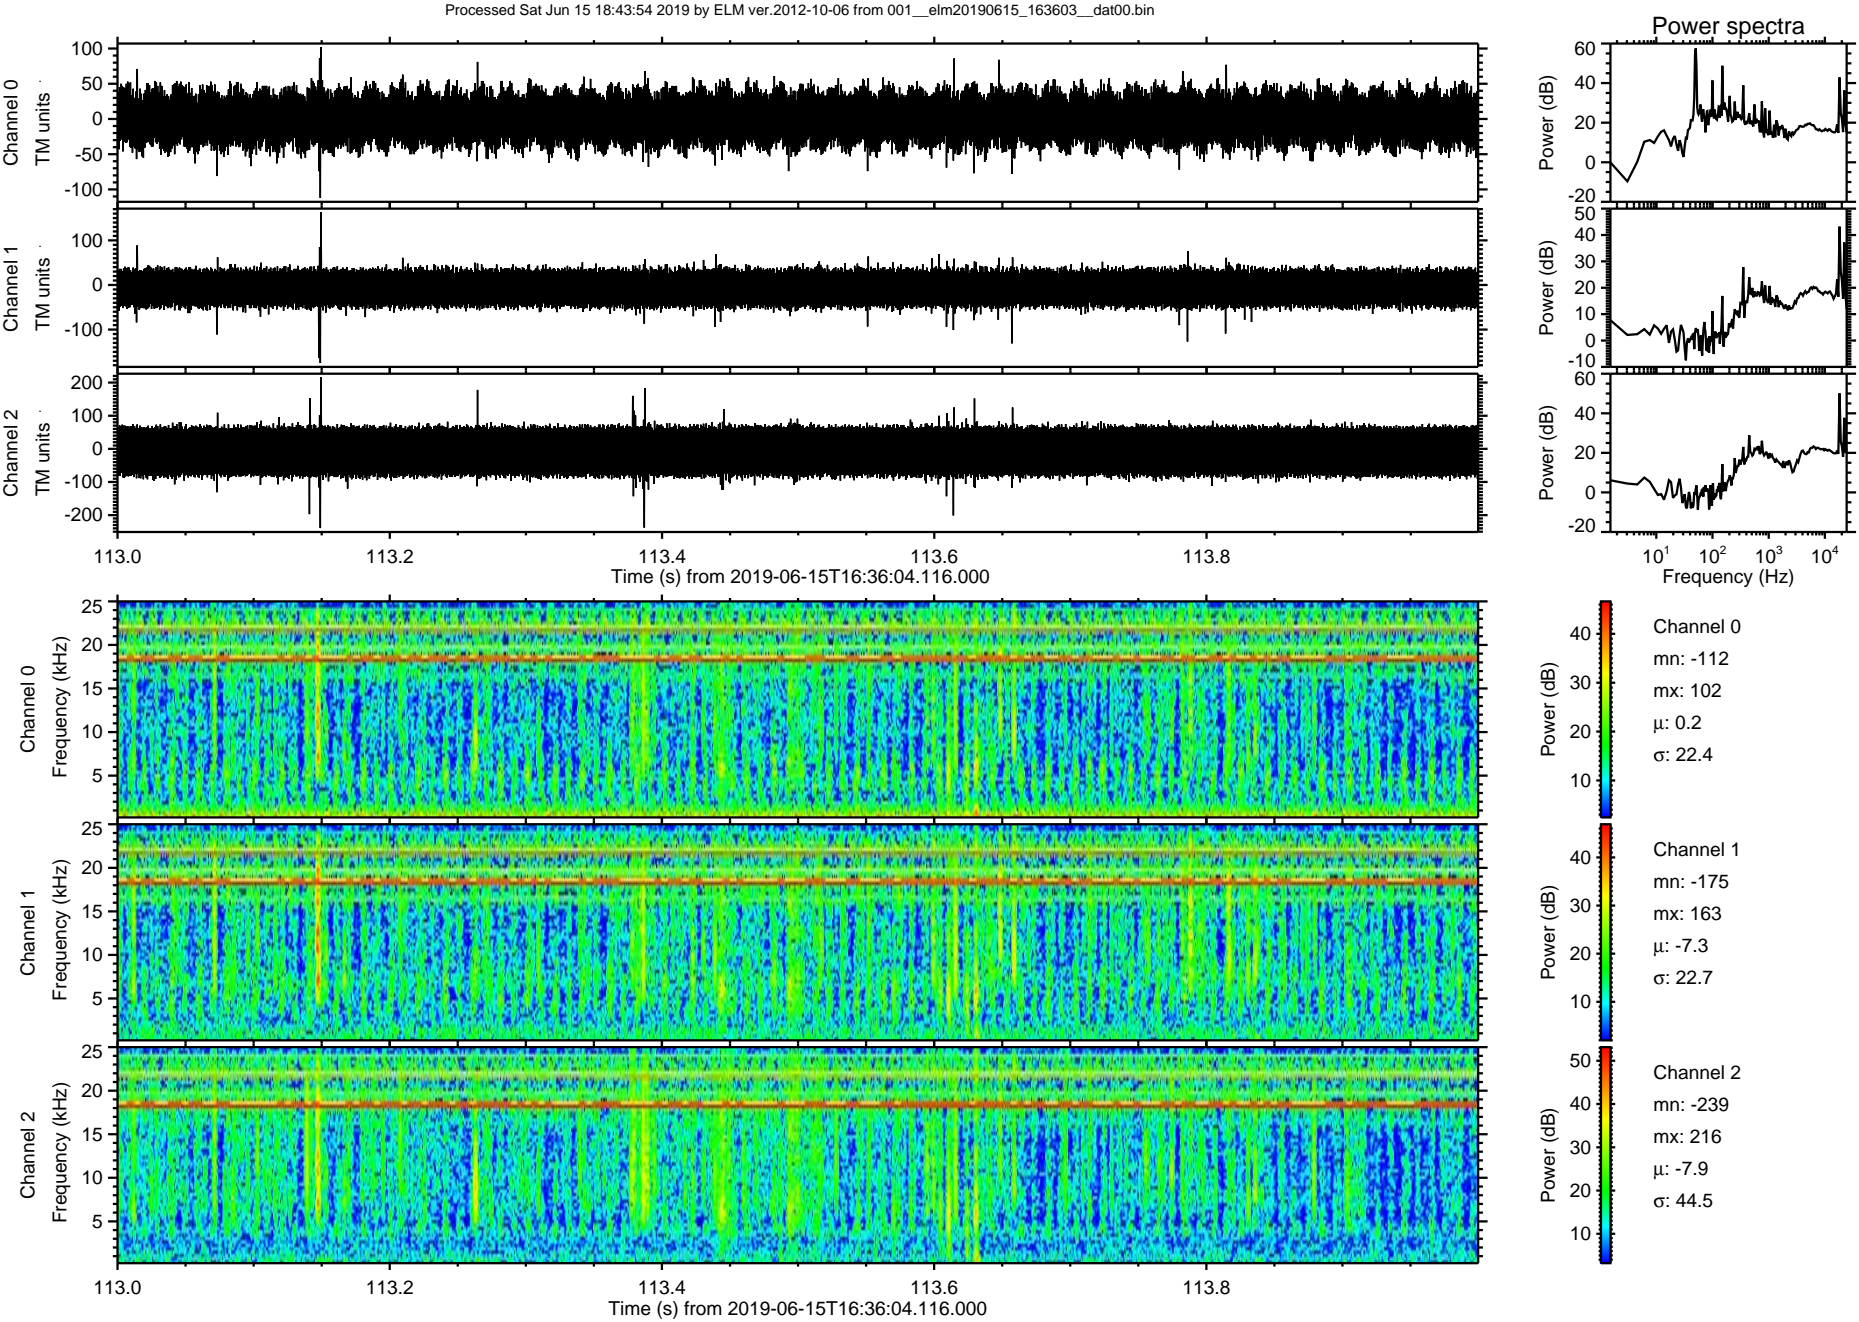 Processed Sat Jun 15 18:43:54 2019 by ELM ver.2012-10-06 from 001__elm20190615_163603__dat00.bin
Power spectra
Channel 0
TM units
100
50
0
-50
-100
Power (dB)
60
40
20
0
-20
Channel 1
TM units
100
0
-100
Power (dB)
50
40
30
20
10
0
-10
Channel 2
TM units
200
100
0
-100
-200
Power (dB)
60
40
20
0
-20
113.0 113.2 113.4 113.6 113.8
Time (s) from 2019-06-15T16:36:04.116.000
10¹ 10² 10³ 10⁴
Frequency (Hz)
Channel 0
Frequency (kHz)
25
20
15
10
5
Power (dB)
40
30
20
10
Channel 0
mn: -112
mx: 102
μ: 0.2
σ: 22.4
Channel 1
Frequency (kHz)
25
20
15
10
5
Power (dB)
40
30
20
10
Channel 1
mn: -175
mx: 163
μ: -7.3
σ: 22.7
Channel 2
Frequency (kHz)
25
20
15
10
5
Power (dB)
50
40
30
20
10
Channel 2
mn: -239
mx: 216
μ: -7.9
σ: 44.5
113.0 113.2 113.4 113.6 113.8
Time (s) from 2019-06-15T16:36:04.116.000